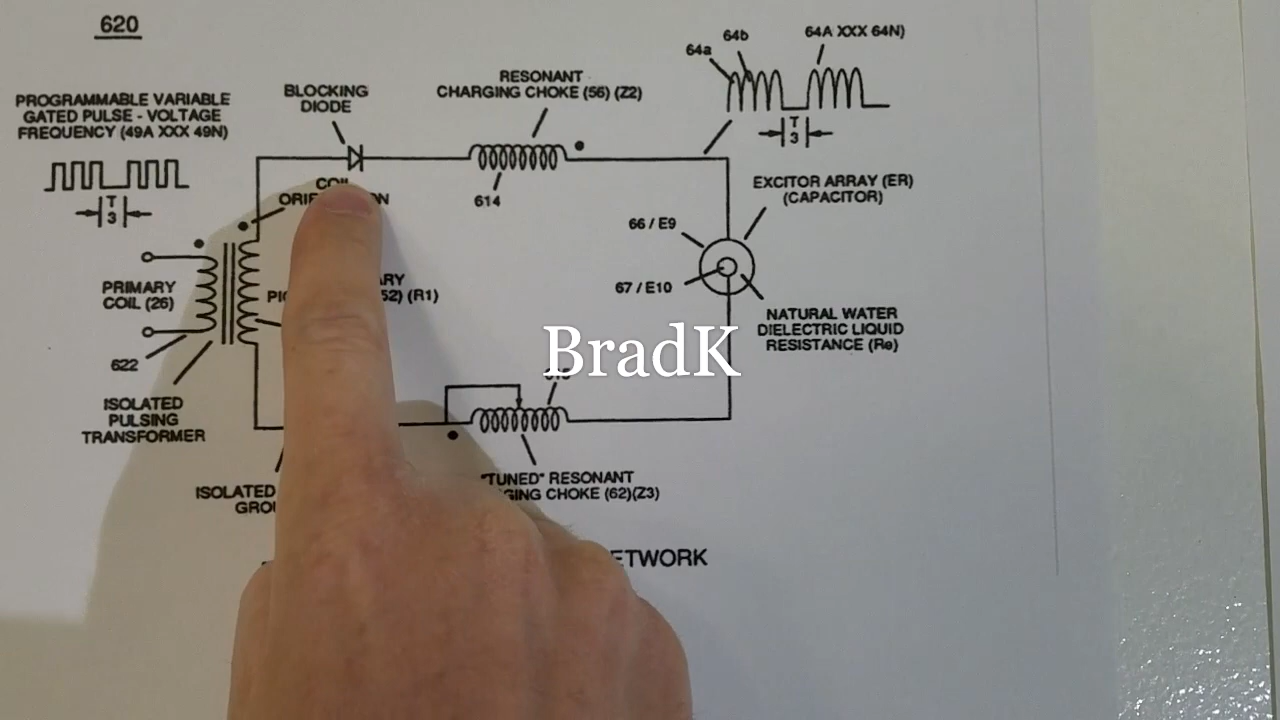 620
PROGRAMMABLE VARIABLE
GATED PULSE - VOLTAGE
FREQUENCY (49A XXX 49N)
T
3
BLOCKING
DIODE
RESONANT
CHARGING CHOKE (56) (Z2)
614
64a
64b
64A XXX 64N)
T
3
EXCITOR ARRAY (ER)
(CAPACITOR)
66 / E9
67 / E10
NATURAL WATER
DIELECTRIC LIQUID
RESISTANCE (Re)
PRIMARY
COIL (26)
622
ISOLATED
PULSING
TRANSFORMER
52) (R1)
BradK
ISOLATED
"TUNED" RESONANT
CHOKE (62)(Z3)